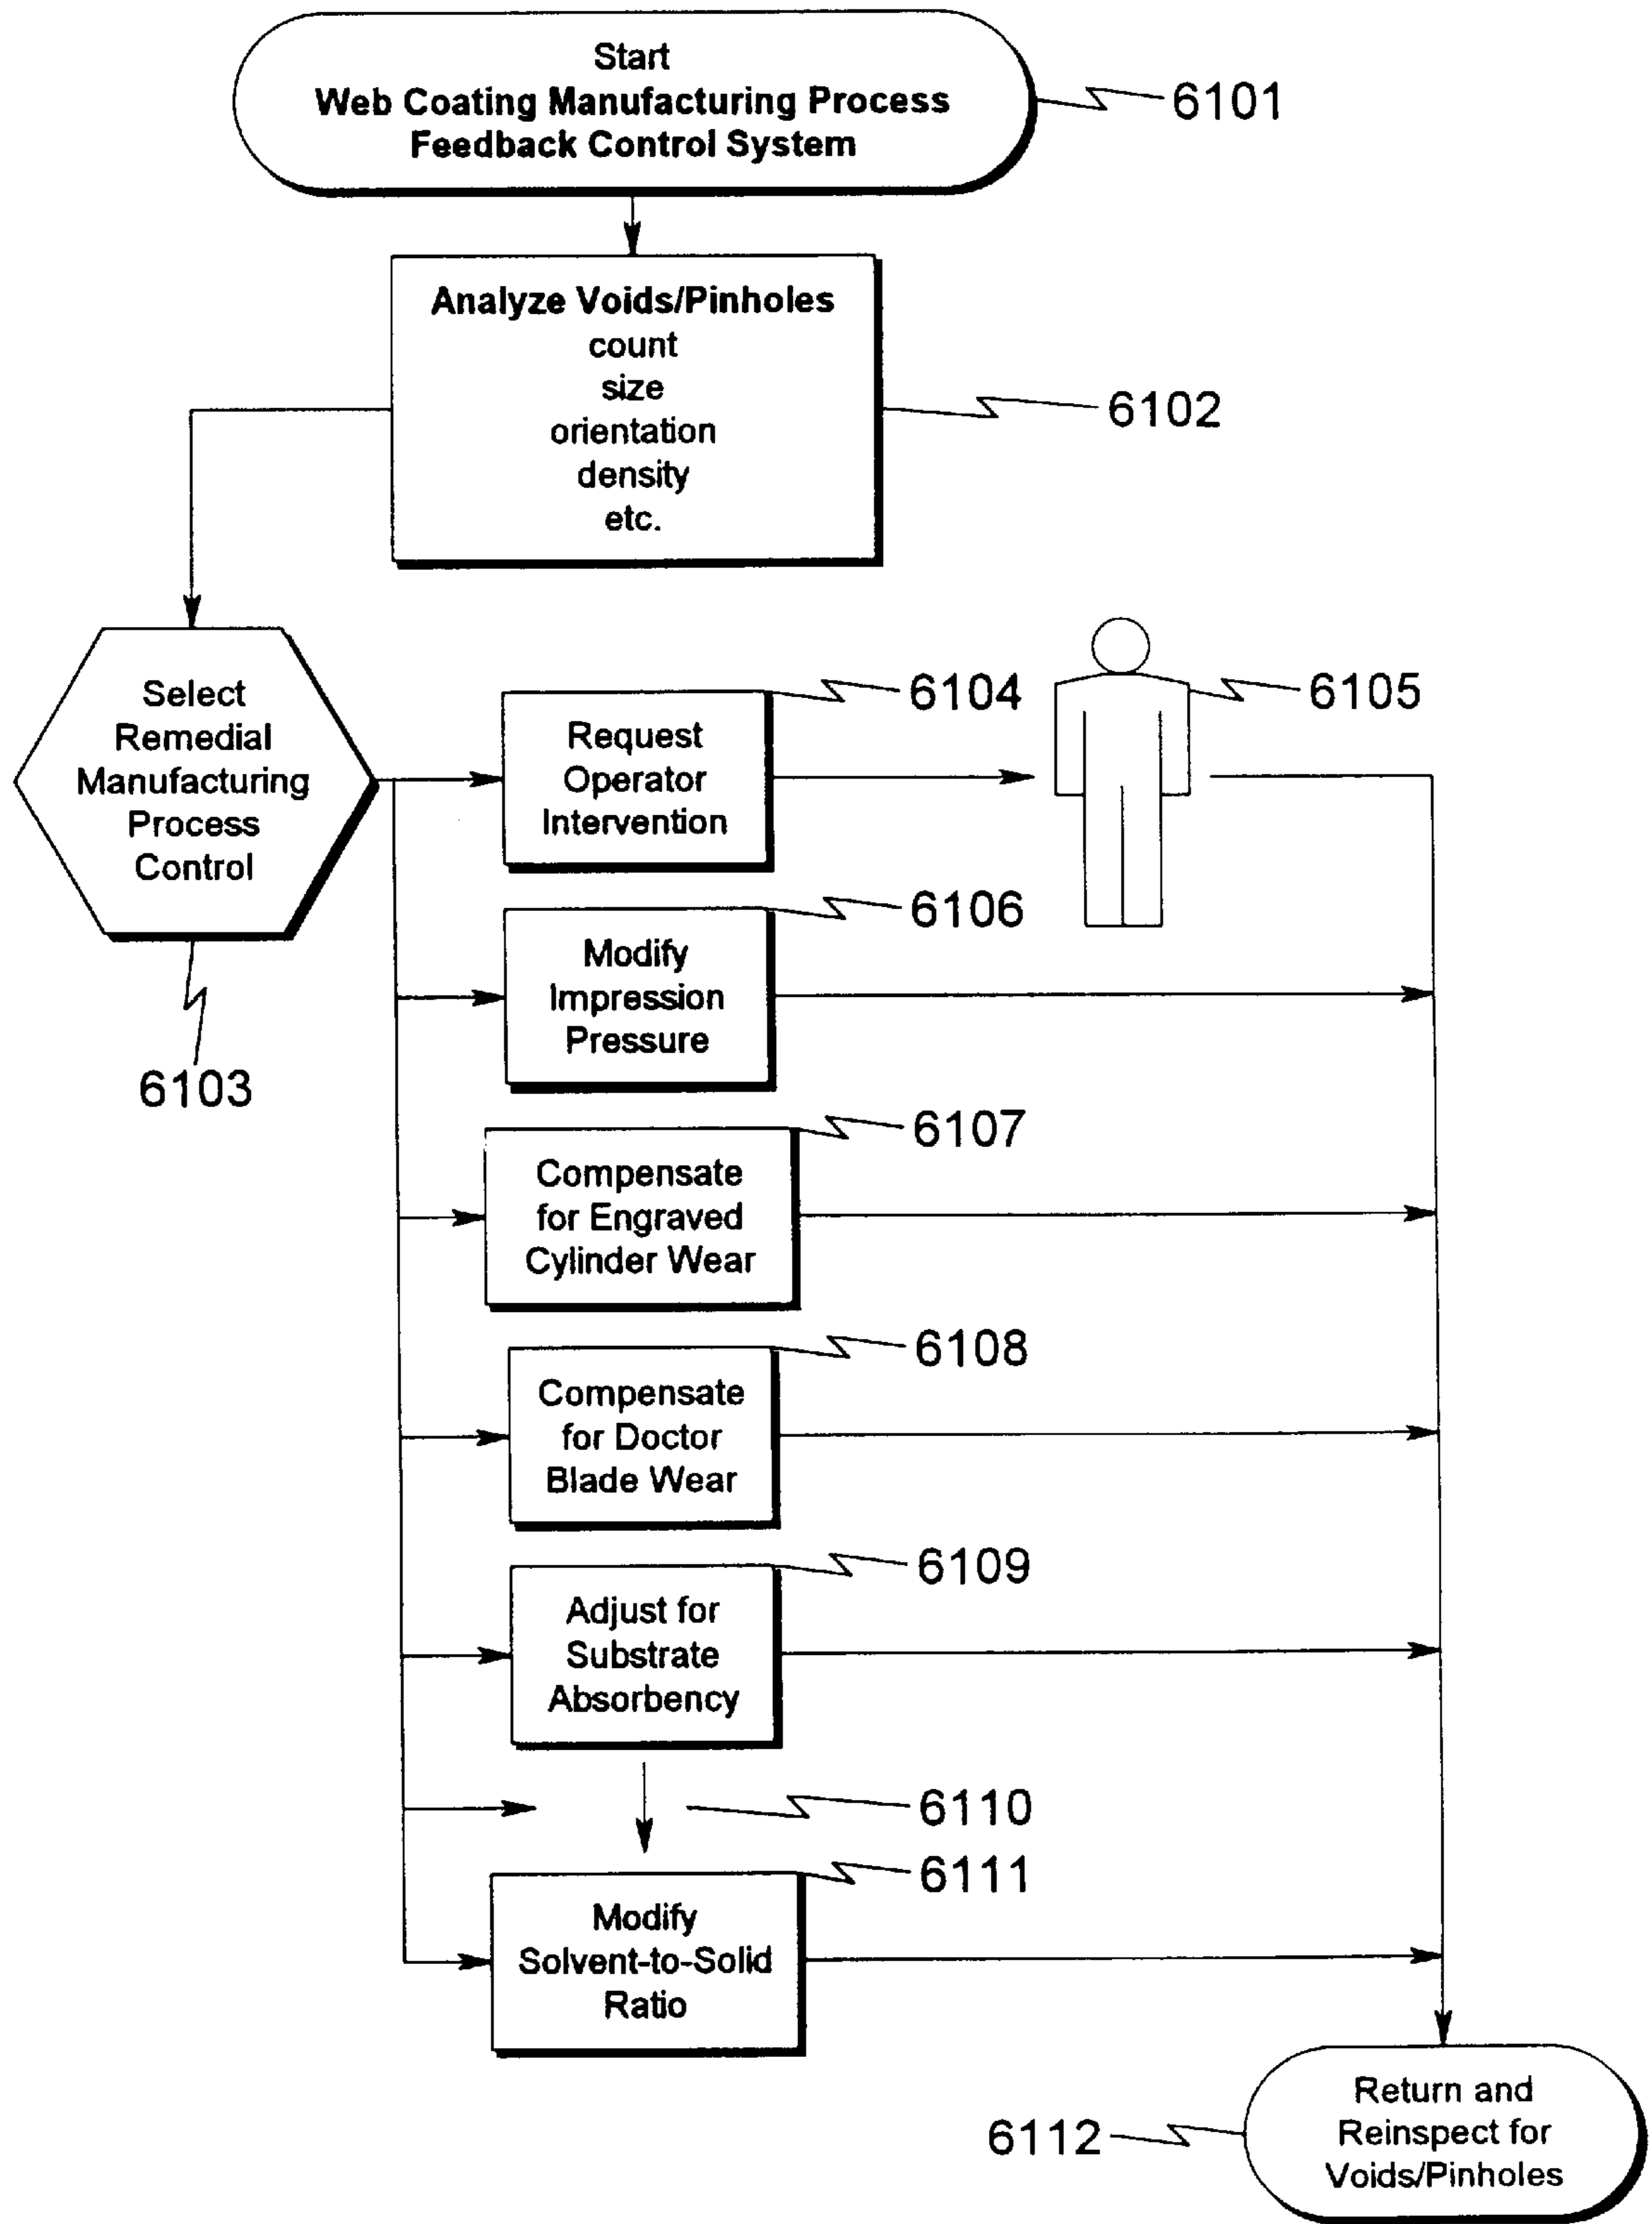 Start
Web Coating Manufacturing Process
Feedback Control System
6101
Analyze Voids/Pinholes
count
size
orientation
density
etc.
6102
Select
Remedial
Manufacturing
Process
Control
6103
Request
Operator
Intervention
6104
6105
Modify
Impression
Pressure
6106
Compensate
for Engraved
Cylinder Wear
6107
Compensate
for Doctor
Blade Wear
6108
Adjust for
Substrate
Absorbency
6109
6110
Modify
Solvent-to-Solid
Ratio
6111
Return and
Reinspect for
Voids/Pinholes
6112